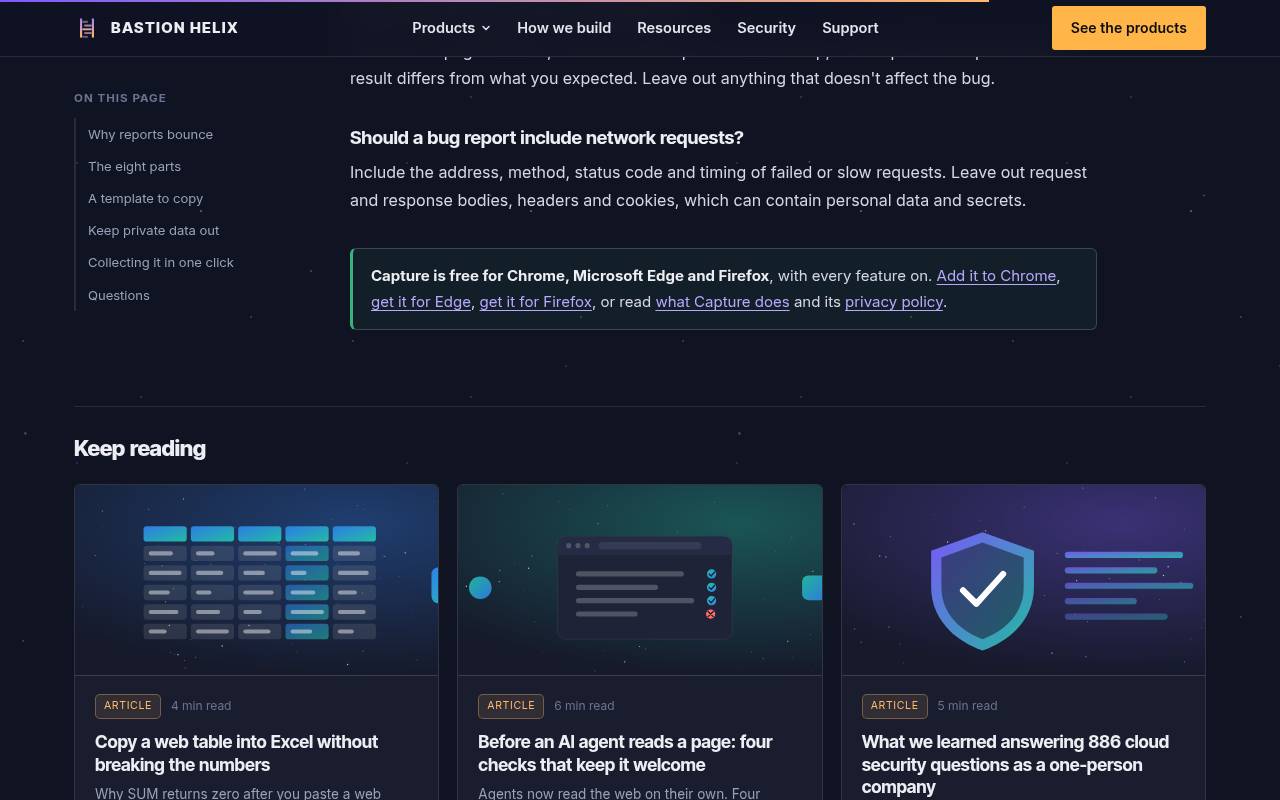 BASTION HELIX
Products
How we build
Resources
Security
Support
See the products
ON THIS PAGE
Why reports bounce
The eight parts
A template to copy
Keep private data out
Collecting it in one click
Questions
result differs from what you expected. Leave out anything that doesn't affect the bug.
Should a bug report include network requests?
Include the address, method, status code and timing of failed or slow requests. Leave out request
and response bodies, headers and cookies, which can contain personal data and secrets.
Capture is free for Chrome, Microsoft Edge and Firefox, with every feature on. Add it to Chrome,
get it for Edge, get it for Firefox, or read what Capture does and its privacy policy.
Keep reading
ARTICLE 4 min read
Copy a web table into Excel without
breaking the numbers
Why SUM returns zero after you paste a web
ARTICLE 6 min read
Before an AI agent reads a page: four
checks that keep it welcome
Agents now read the web on their own. Four
ARTICLE 5 min read
What we learned answering 886 cloud
security questions as a one-person
company